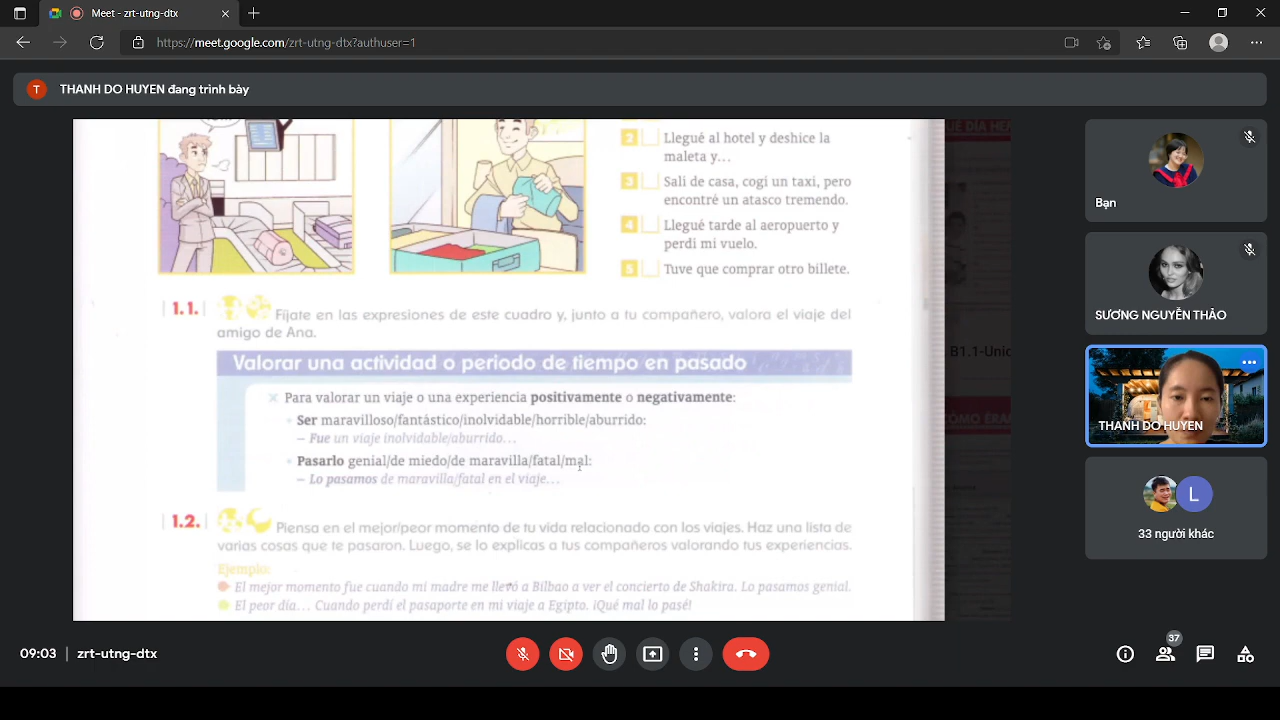 Meet - zrt-utng-dtx
https://meet.google.com/zrt-utng-dtx?authuser=1
T THANH DO HUYEN đang trình bày
2 Llegué al hotel y deshice la
maleta y…
3 Salí de casa, cogí un taxi, pero
encontré un atasco tremendo.
4 Llegué tarde al aeropuerto y
perdí mi vuelo.
5 Tuve que comprar otro billete.
1.1. Fíjate en las expresiones de este cuadro y, junto a tu compañero, valora el viaje del
amigo de Ana.
Valorar una actividad o periodo de tiempo en pasado
Para valorar un viaje o una experiencia positivamente o negativamente:
Ser maravilloso/fantástico/inolvidable/horrible/aburrido:
– Fue un viaje inolvidable/aburrido…
Pasarlo genial/de miedo/de maravilla/fatal/mal:
– Lo pasamos de maravilla/fatal en el viaje…
1.2. Piensa en el mejor/peor momento de tu vida relacionado con los viajes. Haz una lista de
varias cosas que te pasaron. Luego, se lo explicas a tus compañeros valorando tus experiencias.
Ejemplo:
El mejor momento fue cuando mi madre me llevó a Bilbao a ver el concierto de Shakira. Lo pasamos genial.
El peor día… Cuando perdí el pasaporte en mi viaje a Egipto. ¡Qué mal lo pasé!
B1.1-Unid
Bạn
SƯƠNG NGUYỄN THẢO
THANH DO HUYEN
L
33 người khác
09:03 | zrt-utng-dtx
37